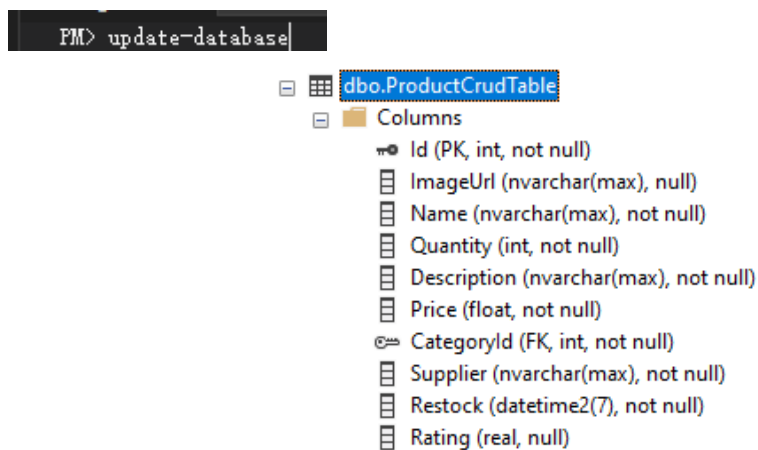 PM> update-database
dbo.ProductCrudTable
Columns
Id (PK, int, not null)
ImageUrl (nvarchar(max), null)
Name (nvarchar(max), not null)
Quantity (int, not null)
Description (nvarchar(max), not null)
Price (float, not null)
CategoryId (FK, int, not null)
Supplier (nvarchar(max), not null)
Restock (datetime2(7), not null)
Rating (real, null)